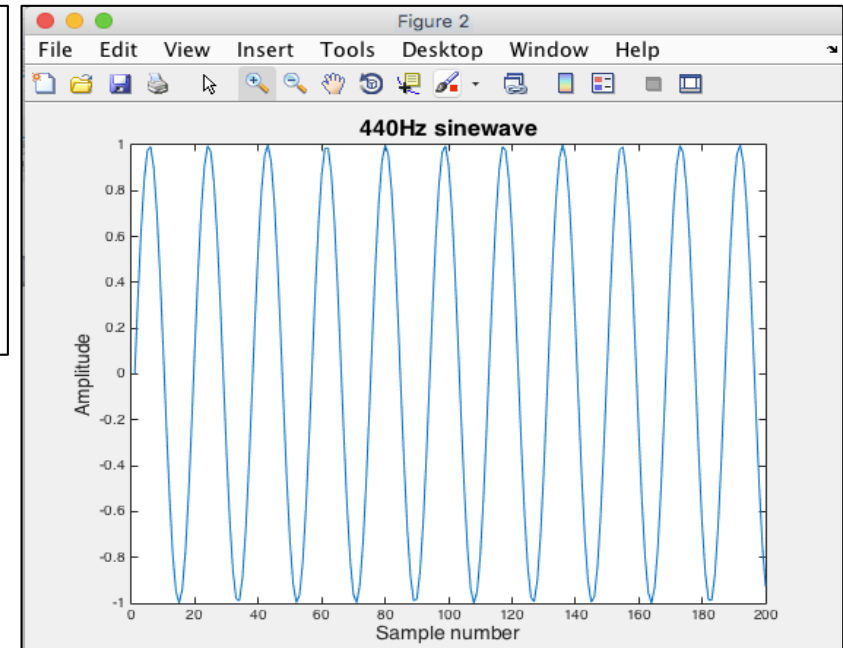 Figure 2
File Edit View Insert Tools Desktop Window Help
440Hz sinewave
1
0.8
0.6
0.4
0.2
0
-0.2
-0.4
-0.6
-0.8
-1
Amplitude
0 20 40 60 80 100 120 140 160 180 200
Sample number